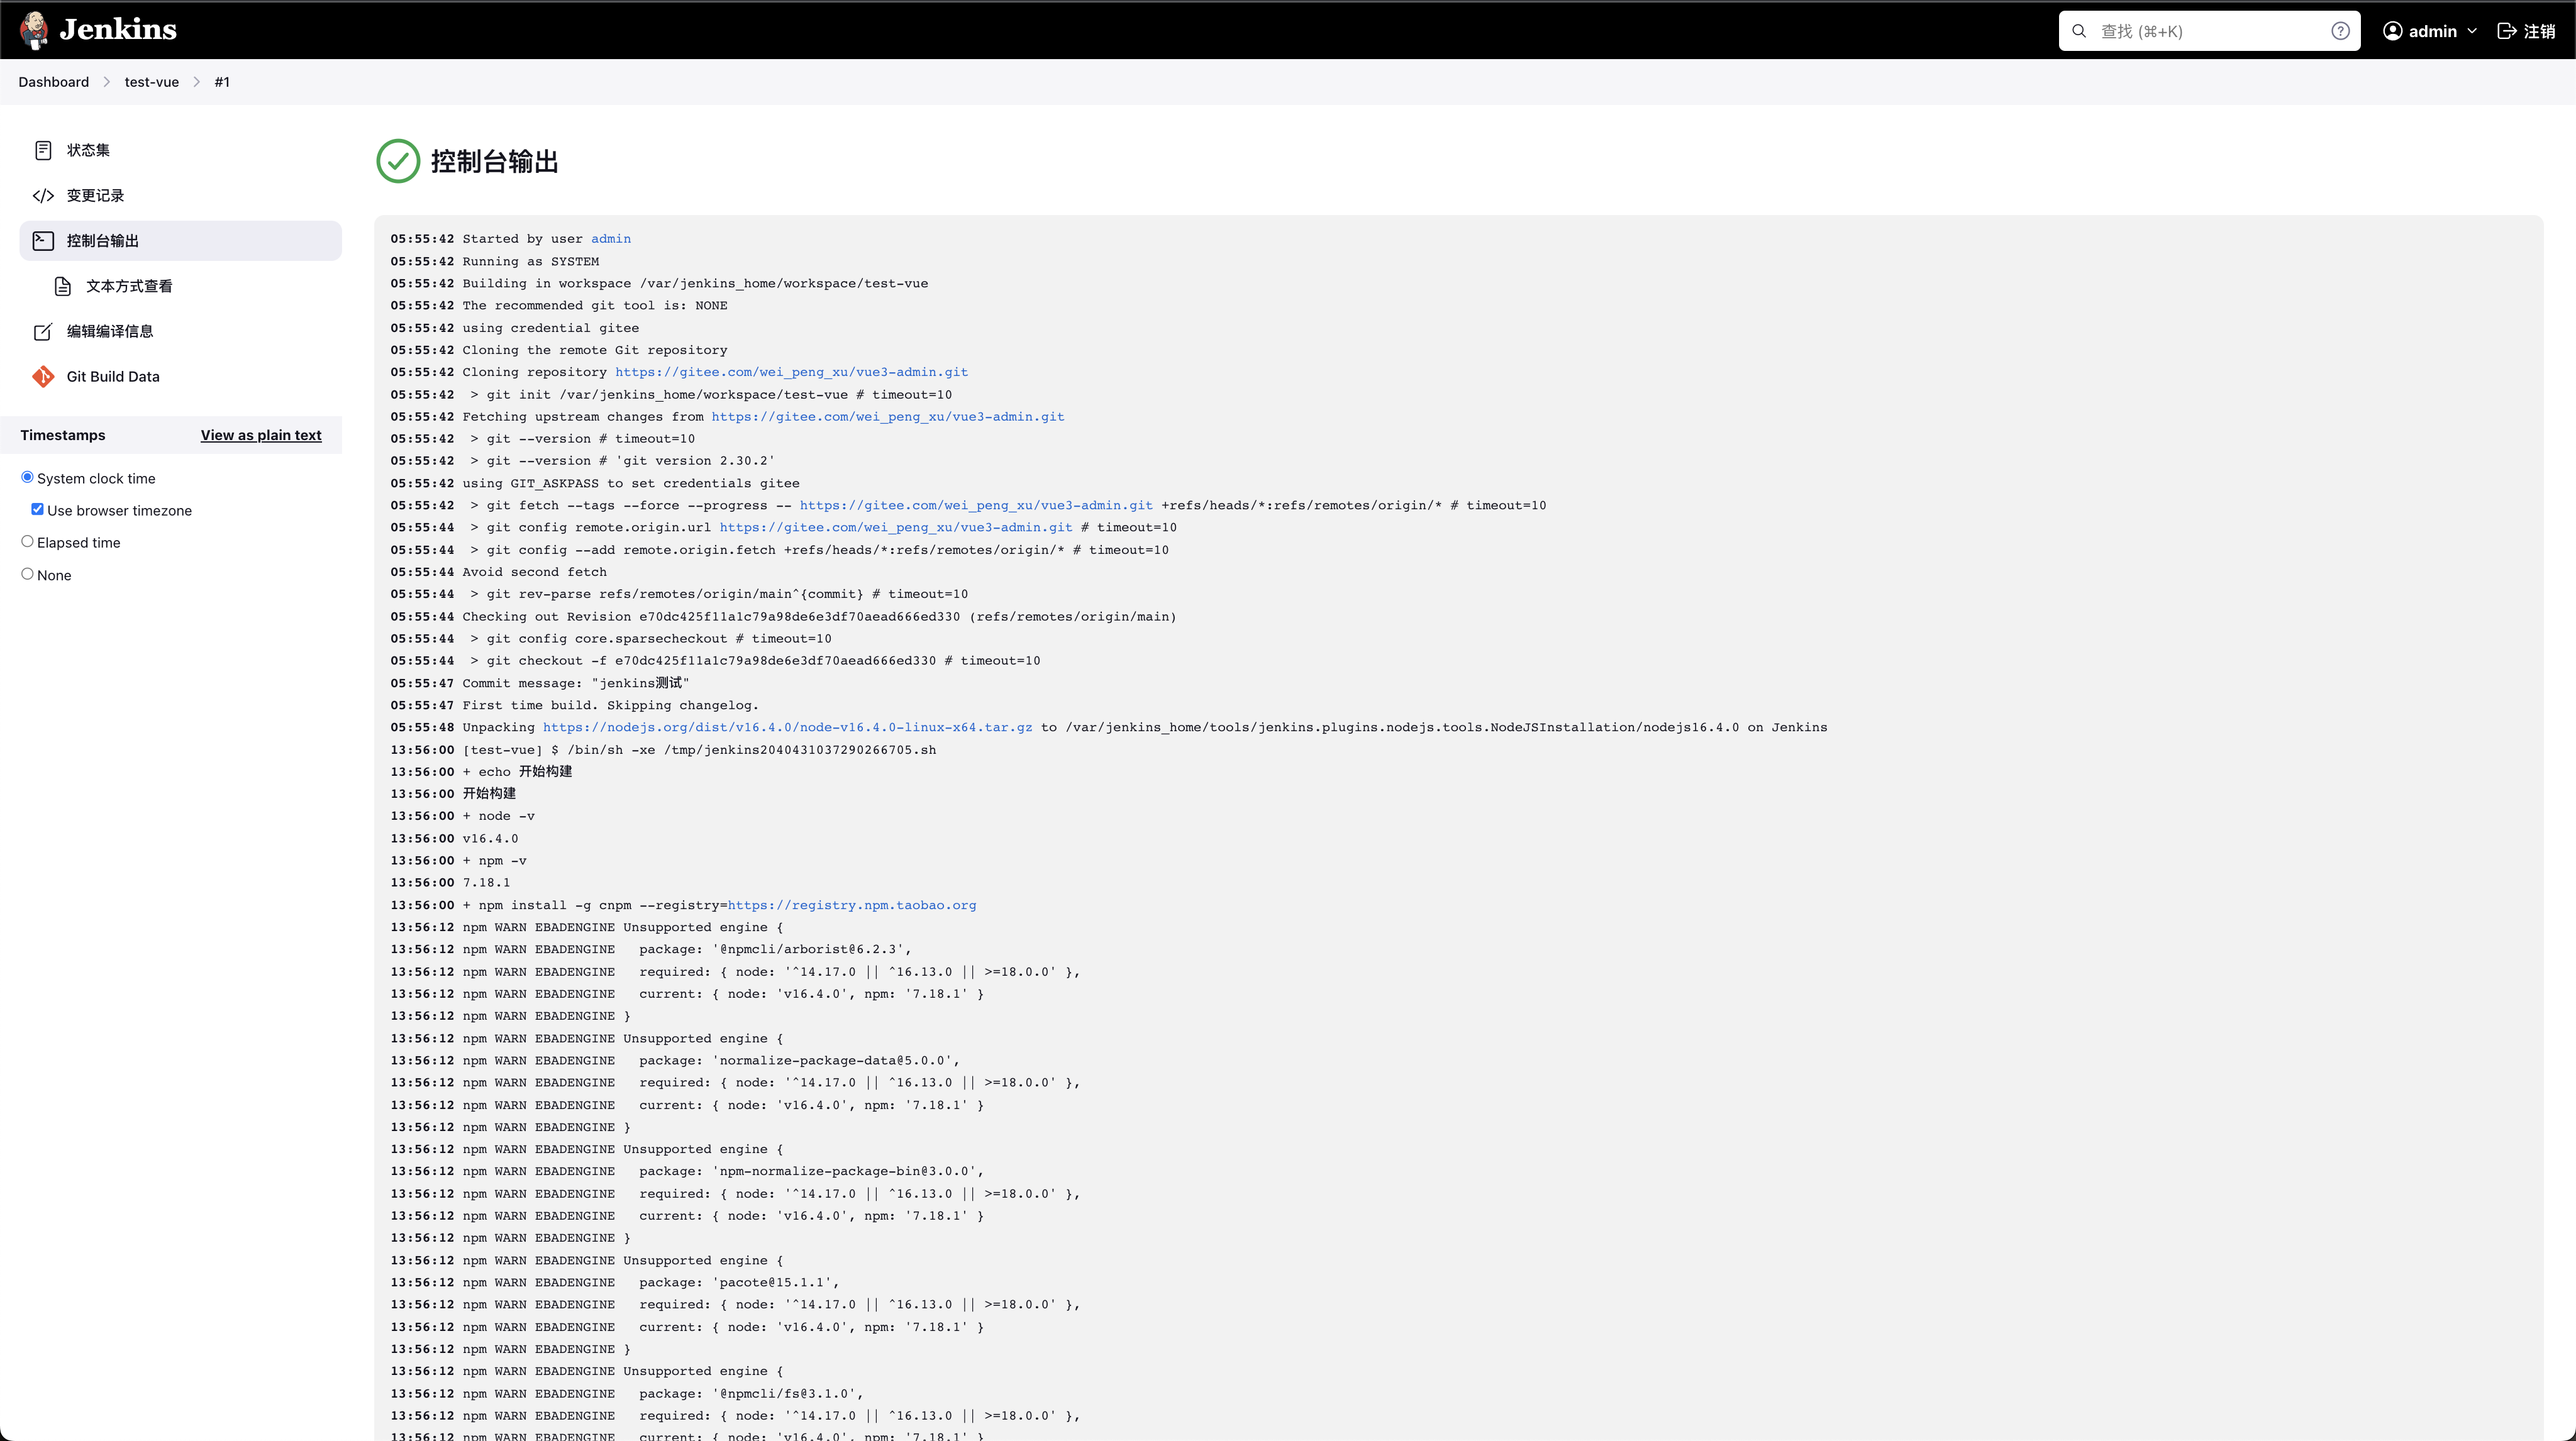 Jenkins
查找 (⌘+K)
admin
注销
Dashboard
test-vue
#1
状态集
变更记录
控制台输出
文本方式查看
编辑编译信息
Git Build Data
Timestamps
View as plain text
System clock time
Use browser timezone
Elapsed time
None
控制台输出
05:55:42 Started by user admin
05:55:42 Running as SYSTEM
05:55:42 Building in workspace /var/jenkins_home/workspace/test-vue
05:55:42 The recommended git tool is: NONE
05:55:42 using credential gitee
05:55:42 Cloning the remote Git repository
05:55:42 Cloning repository https://gitee.com/wei_peng_xu/vue3-admin.git
05:55:42  > git init /var/jenkins_home/workspace/test-vue # timeout=10
05:55:42 Fetching upstream changes from https://gitee.com/wei_peng_xu/vue3-admin.git
05:55:42  > git --version # timeout=10
05:55:42  > git --version # 'git version 2.30.2'
05:55:42 using GIT_ASKPASS to set credentials gitee
05:55:42  > git fetch --tags --force --progress -- https://gitee.com/wei_peng_xu/vue3-admin.git +refs/heads/*:refs/remotes/origin/* # timeout=10
05:55:44  > git config remote.origin.url https://gitee.com/wei_peng_xu/vue3-admin.git # timeout=10
05:55:44  > git config --add remote.origin.fetch +refs/heads/*:refs/remotes/origin/* # timeout=10
05:55:44 Avoid second fetch
05:55:44  > git rev-parse refs/remotes/origin/main^{commit} # timeout=10
05:55:44 Checking out Revision e70dc425f11a1c79a98de6e3df70aead666ed330 (refs/remotes/origin/main)
05:55:44  > git config core.sparsecheckout # timeout=10
05:55:44  > git checkout -f e70dc425f11a1c79a98de6e3df70aead666ed330 # timeout=10
05:55:47 Commit message: "jenkins测试"
05:55:47 First time build. Skipping changelog.
05:55:48 Unpacking https://nodejs.org/dist/v16.4.0/node-v16.4.0-linux-x64.tar.gz to /var/jenkins_home/tools/jenkins.plugins.nodejs.tools.NodeJSInstallation/nodejs16.4.0 on Jenkins
13:56:00 [test-vue] $ /bin/sh -xe /tmp/jenkins2040431037290266705.sh
13:56:00 + echo 开始构建
13:56:00 开始构建
13:56:00 + node -v
13:56:00 v16.4.0
13:56:00 + npm -v
13:56:00 7.18.1
13:56:00 + npm install -g cnpm --registry=https://registry.npm.taobao.org
13:56:12 npm WARN EBADENGINE Unsupported engine {
13:56:12 npm WARN EBADENGINE   package: '@npmcli/arborist@6.2.3',
13:56:12 npm WARN EBADENGINE   required: { node: '^14.17.0 || ^16.13.0 || >=18.0.0' },
13:56:12 npm WARN EBADENGINE   current: { node: 'v16.4.0', npm: '7.18.1' }
13:56:12 npm WARN EBADENGINE }
13:56:12 npm WARN EBADENGINE Unsupported engine {
13:56:12 npm WARN EBADENGINE   package: 'normalize-package-data@5.0.0',
13:56:12 npm WARN EBADENGINE   required: { node: '^14.17.0 || ^16.13.0 || >=18.0.0' },
13:56:12 npm WARN EBADENGINE   current: { node: 'v16.4.0', npm: '7.18.1' }
13:56:12 npm WARN EBADENGINE }
13:56:12 npm WARN EBADENGINE Unsupported engine {
13:56:12 npm WARN EBADENGINE   package: 'npm-normalize-package-bin@3.0.0',
13:56:12 npm WARN EBADENGINE   required: { node: '^14.17.0 || ^16.13.0 || >=18.0.0' },
13:56:12 npm WARN EBADENGINE   current: { node: 'v16.4.0', npm: '7.18.1' }
13:56:12 npm WARN EBADENGINE }
13:56:12 npm WARN EBADENGINE Unsupported engine {
13:56:12 npm WARN EBADENGINE   package: 'pacote@15.1.1',
13:56:12 npm WARN EBADENGINE   required: { node: '^14.17.0 || ^16.13.0 || >=18.0.0' },
13:56:12 npm WARN EBADENGINE   current: { node: 'v16.4.0', npm: '7.18.1' }
13:56:12 npm WARN EBADENGINE }
13:56:12 npm WARN EBADENGINE Unsupported engine {
13:56:12 npm WARN EBADENGINE   package: '@npmcli/fs@3.1.0',
13:56:12 npm WARN EBADENGINE   required: { node: '^14.17.0 || ^16.13.0 || >=18.0.0' },
13:56:12 npm WARN EBADENGINE   current: { node: 'v16.4.0', npm: '7.18.1' }